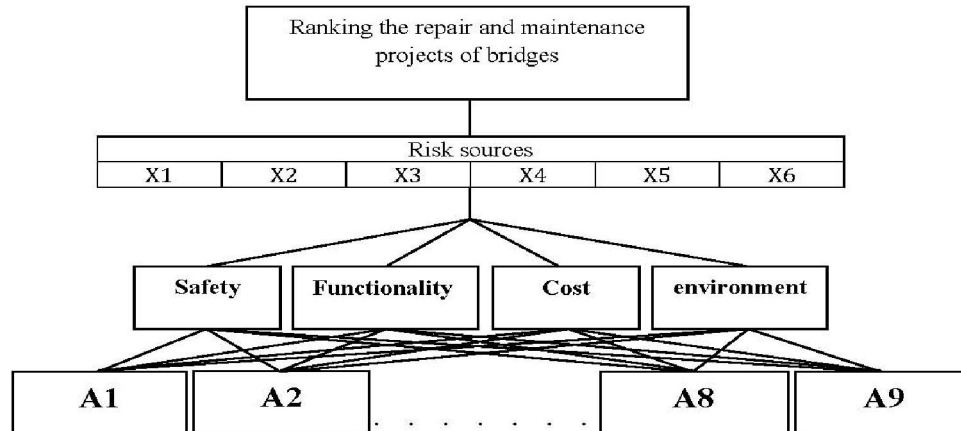 Ranking the repair and maintenance
projects of bridges
Risk sources
X1 X2 X3 X4 X5 X6
Safety Functionality Cost environment
A1 A2 . . . . . . . A8 A9